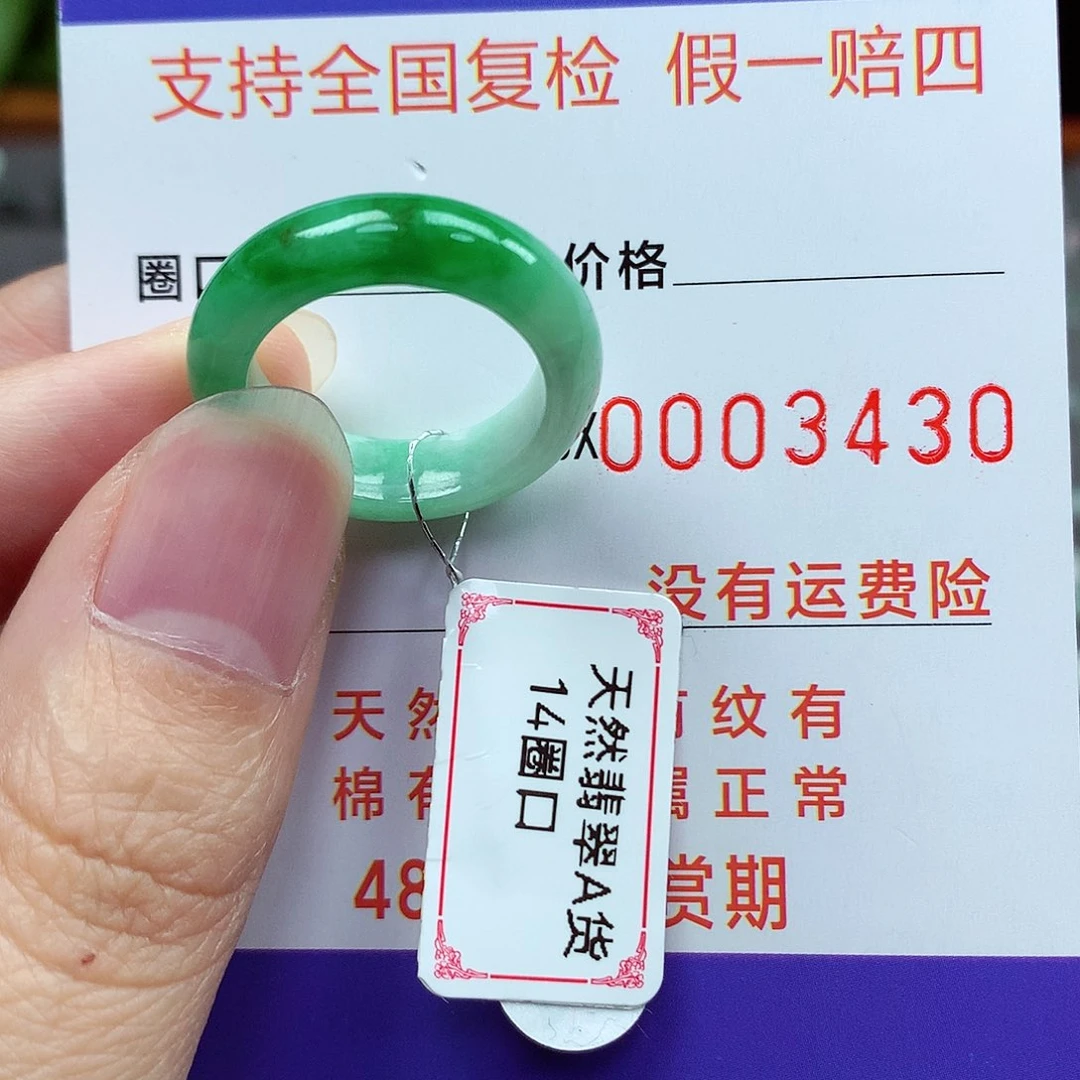 支持全国复检 假一赔四
圈口
价格
X0003430
没有运费险
天然 纹有
棉有 属正常
48 赏期
天然翡翠A货
14圈口